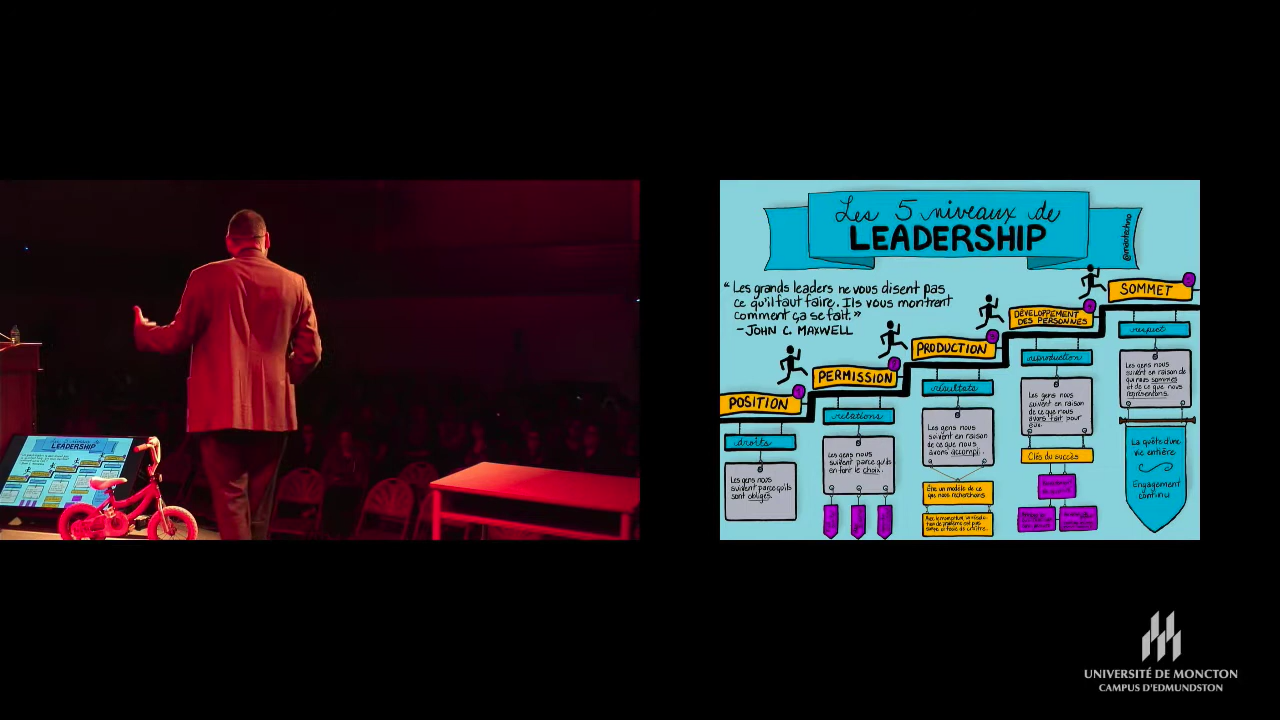 Les 5 niveaux de
LEADERSHIP
@méiotechno
“Les grands leaders ne vous disent pas
ce qu'il faut faire. Ils vous montrent
comment ça se fait.”
-JOHN C. MAXWELL
POSITION
droits
Les gens nous
suivent parce qu'ils
sont obligés.
PERMISSION
relations
Les gens nous
suivent parce qu'ils
en font le choix.
PRODUCTION
résultats
Les gens nous
suivent en raison
de ce que nous
avons accompli.
Être un modèle de ce
que nous recherchons
DÉVELOPPEMENT
DES PERSONNES
reproduction
Les gens nous
suivent en raison
de ce que nous
avons fait pour
eux.
Clés du succès
SOMMET
respect
Les gens nous
suivent en raison de
qui nous sommes
et de ce que nous
représentons.
La quête d'une
vie entière
Engagement
continu
LEADERSHIP
UNIVERSITÉ DE MONCTON
CAMPUS D'EDMUNDSTON